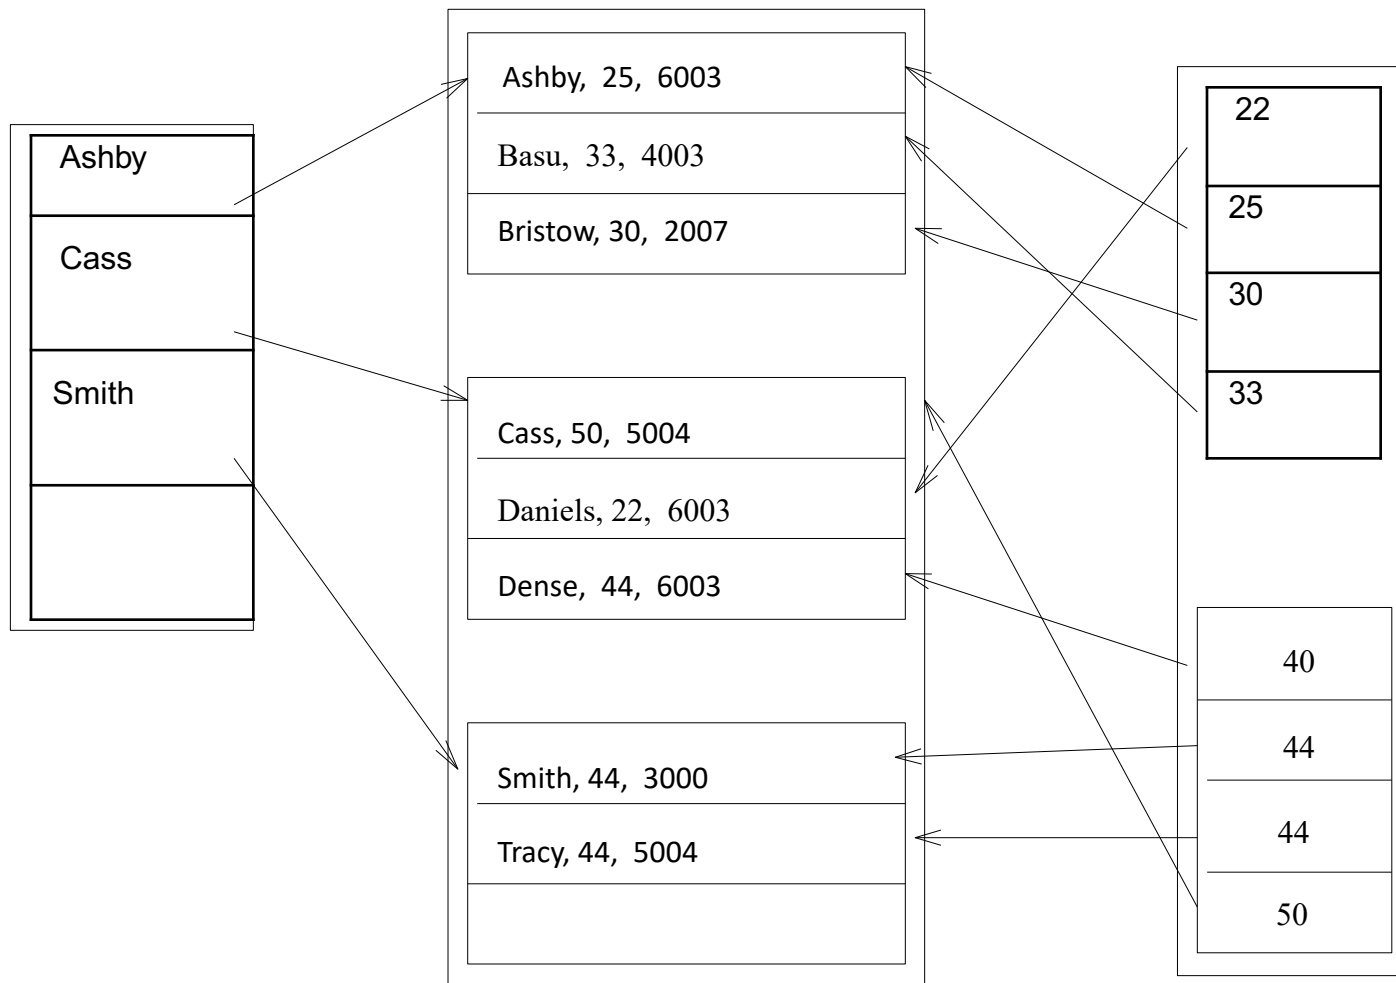 Ashby
Cass
Smith
Ashby, 25, 6003
Basu, 33, 4003
Bristow, 30, 2007
Cass, 50, 5004
Daniels, 22, 6003
Dense, 44, 6003
Smith, 44, 3000
Tracy, 44, 5004
22
25
30
33
40
44
44
50